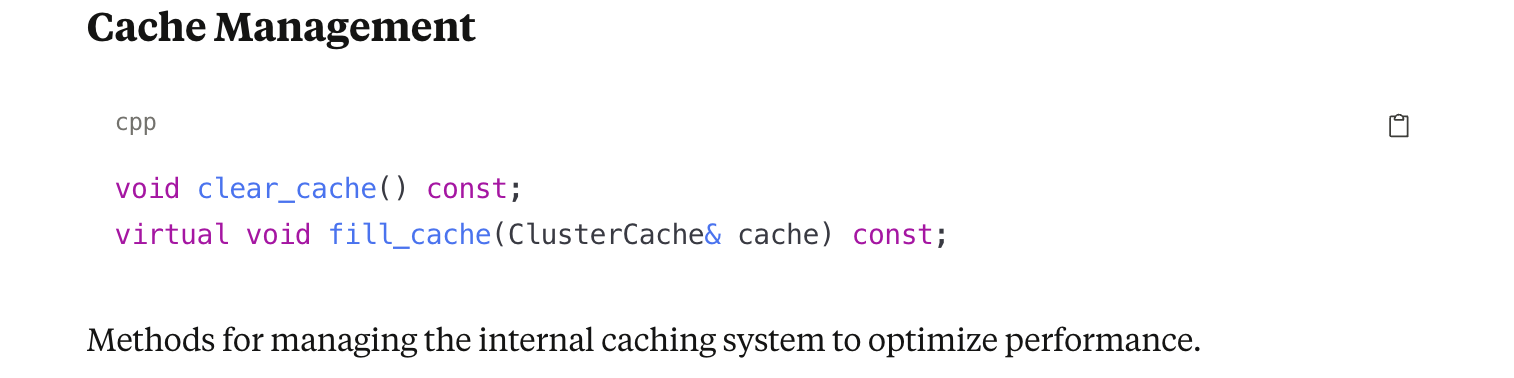 Cache Management
cpp
void clear_cache() const;
virtual void fill_cache(ClusterCache& cache) const;
Methods for managing the internal caching system to optimize performance.